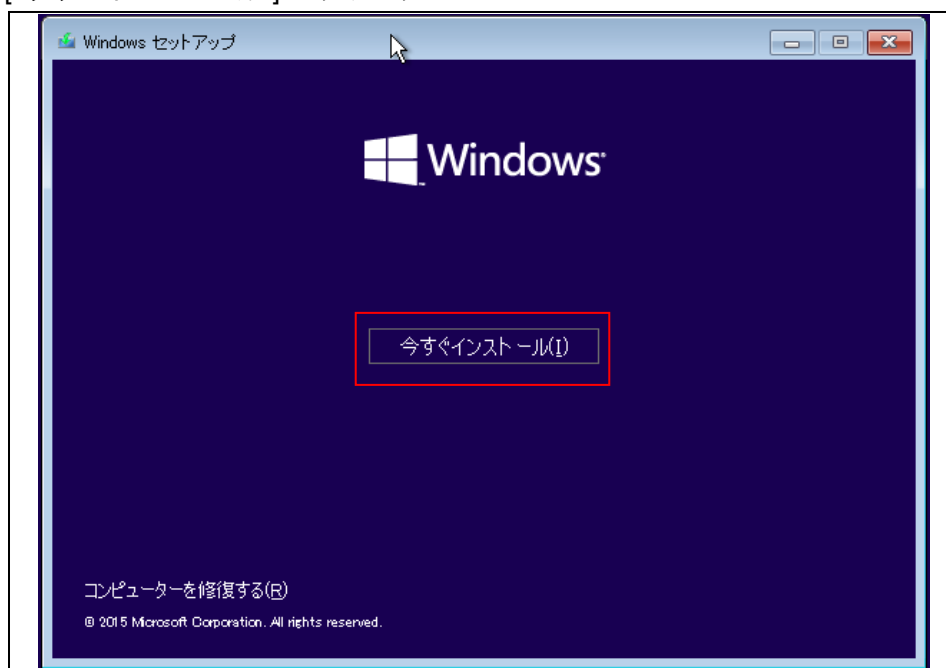 Windows セットアップ
Windows
今すぐインストール(I)
コンピューターを修復する(R)
© 2015 Microsoft Corporation. All rights reserved.